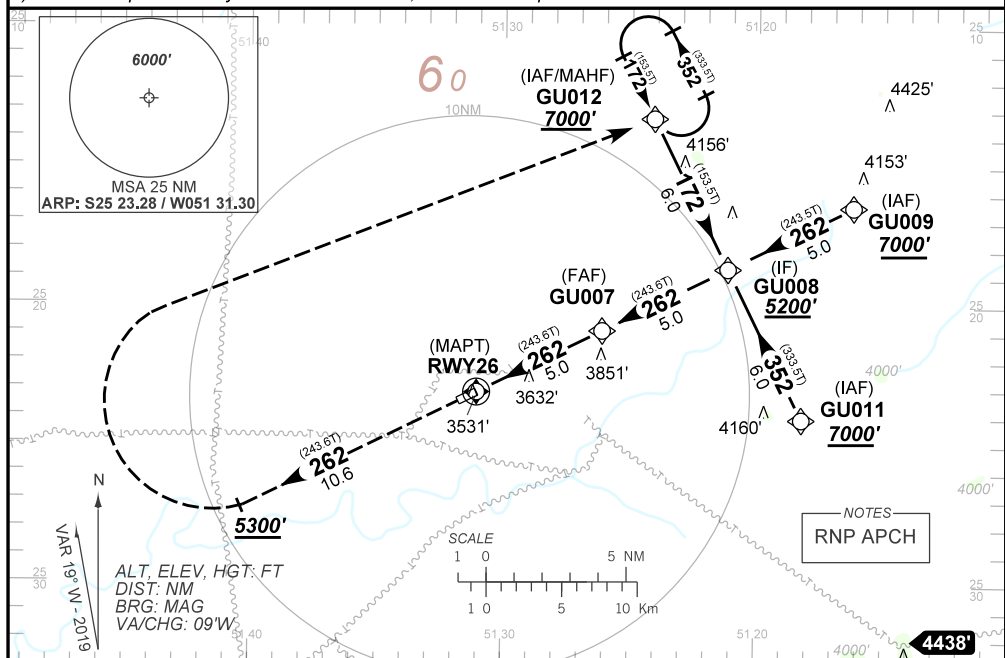 25
10
51 40
51 30
51 20
25
10
6000'
MSA 25 NM
ARP: S25 23.28 / W051 31.30
6 0
10NM
(IAF/MAHF)
GU012
7000'
172
(153.5T)
352
(333.5T)
4425'
4156'
4153'
172
(153.5T)
6.0
(IAF)
GU009
7000'
(243.5T)
262
5.0
(IF)
GU008
5200'
(FAF)
GU007
(243.6T)
262
5.0
25
20
25
20
(MAPT)
RWY26
(243.6T)
262
5.0
3851'
3632'
3531'
352
(333.5T)
6.0
4000'
(IAF)
GU011
7000'
4160'
(243.6T)
262
10.6
5300'
N
VAR 19° W - 2019
ALT, ELEV, HGT: FT
DIST: NM
BRG: MAG
VA/CHG: 09'W
SCALE
1 0 5 NM
1 0 5 10 Km
NOTES
RNP APCH
4000'
25
30
25
30
51 40
51 30
51 20
4000'
4438'